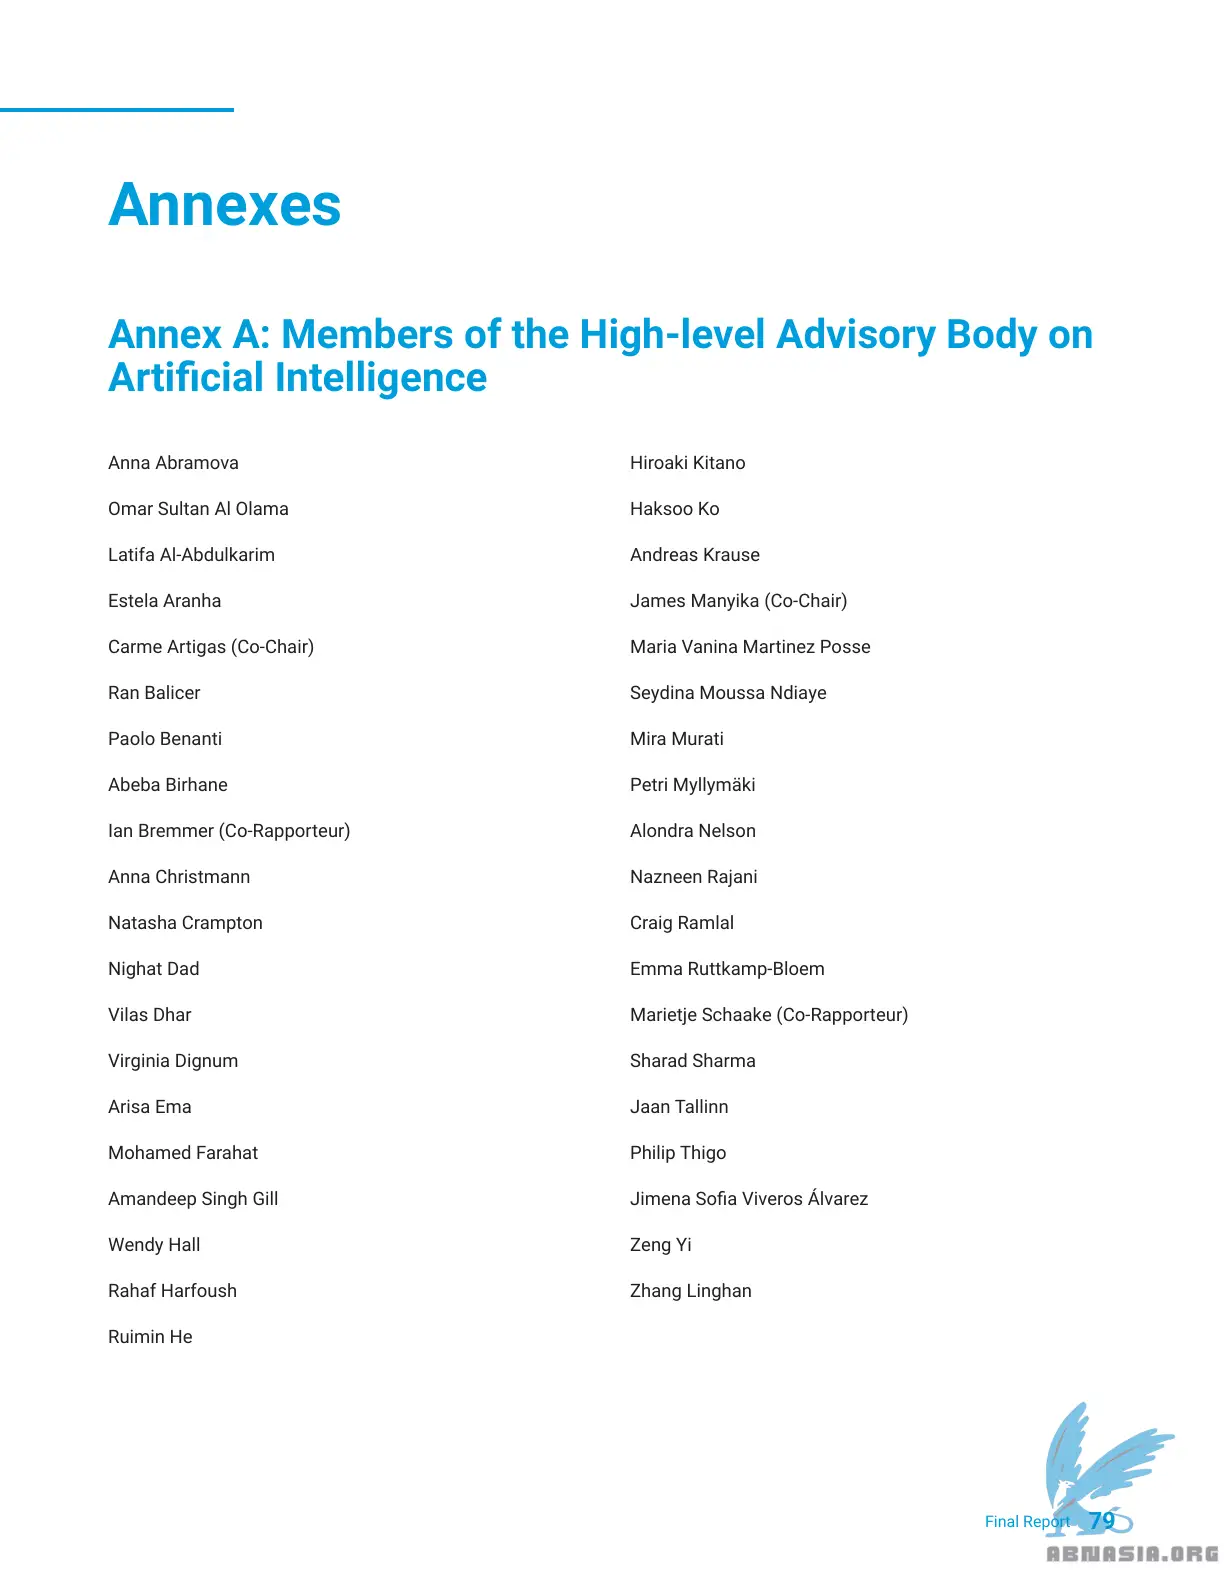 Annexes
Annex A: Members of the High-level Advisory Body on
Artificial Intelligence
Anna Abramova
Omar Sultan Al Olama
Latifa Al-Abdulkarim
Estela Aranha
Carme Artigas (Co-Chair)
Ran Balicer
Paolo Benanti
Abeba Birhane
Ian Bremmer (Co-Rapporteur)
Anna Christmann
Natasha Crampton
Nighat Dad
Vilas Dhar
Virginia Dignum
Arisa Ema
Mohamed Farahat
Amandeep Singh Gill
Wendy Hall
Rahaf Harfoush
Ruimin He
Hiroaki Kitano
Haksoo Ko
Andreas Krause
James Manyika (Co-Chair)
Maria Vanina Martinez Posse
Seydina Moussa Ndiaye
Mira Murati
Petri Myllymäki
Alondra Nelson
Nazneen Rajani
Craig Ramlal
Emma Ruttkamp-Bloem
Marietje Schaake (Co-Rapporteur)
Sharad Sharma
Jaan Tallinn
Philip Thigo
Jimena Sofia Viveros Álvarez
Zeng Yi
Zhang Linghan
Final Report 79
ABNASIA.ORG